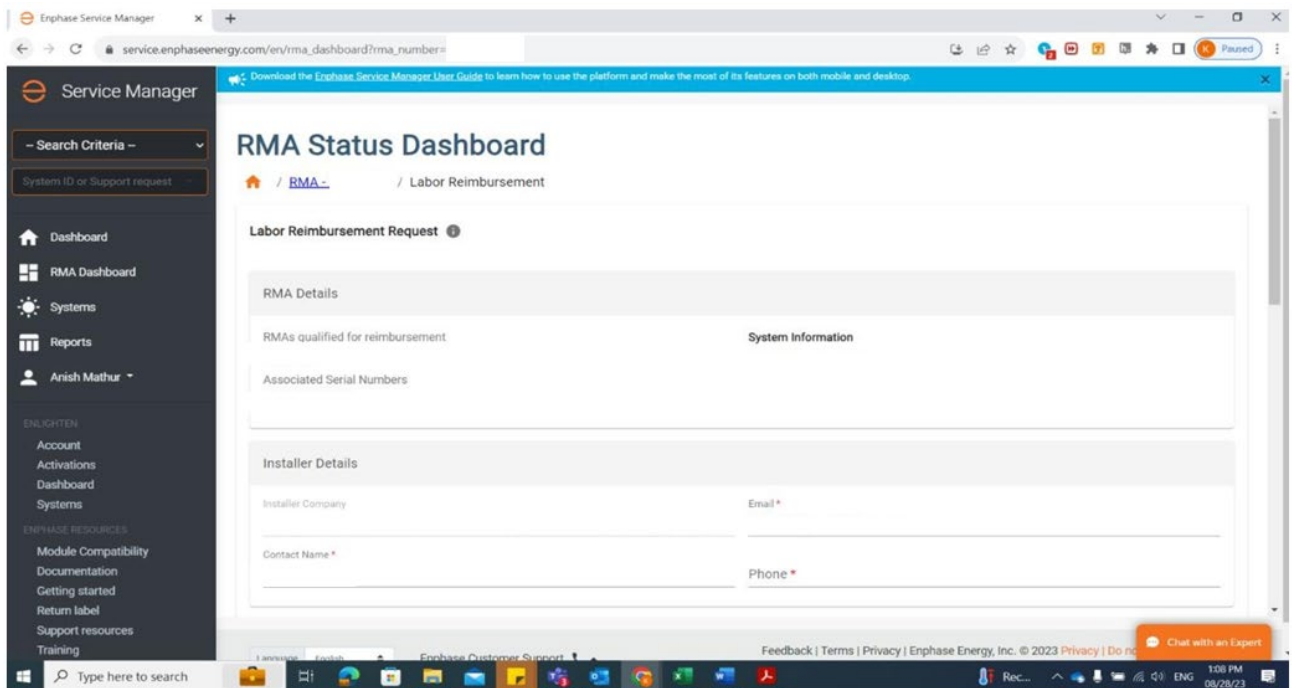 Enphase Service Manager
service.enphaseenergy.com/en/rma_dashboard?rma_number=
2
K Paused
Service Manager
Download the Enphase Service Manager User Guide to learn how to use the platform and make the most of its features on both mobile and desktop.
-- Search Criteria --
System ID or Support request
Dashboard
RMA Dashboard
Systems
Reports
Anish Mathur
ENLIGHTEN
Account
Activations
Dashboard
Systems
ENPHASE RESOURCES
Module Compatibility
Documentation
Getting started
Return label
Support resources
Training
RMA Status Dashboard
/ RMA - / Labor Reimbursement
Labor Reimbursement Request
RMA Details
RMAs qualified for reimbursement
System Information
Associated Serial Numbers
Installer Details
Installer Company
Email *
Contact Name *
Phone *
Language English
Enphase Customer Support
Feedback | Terms | Privacy | Enphase Energy, Inc. © 2023 Privacy | Do no
Chat with an Expert
Type here to search
Rec...
ENG
1:08 PM
08/28/23